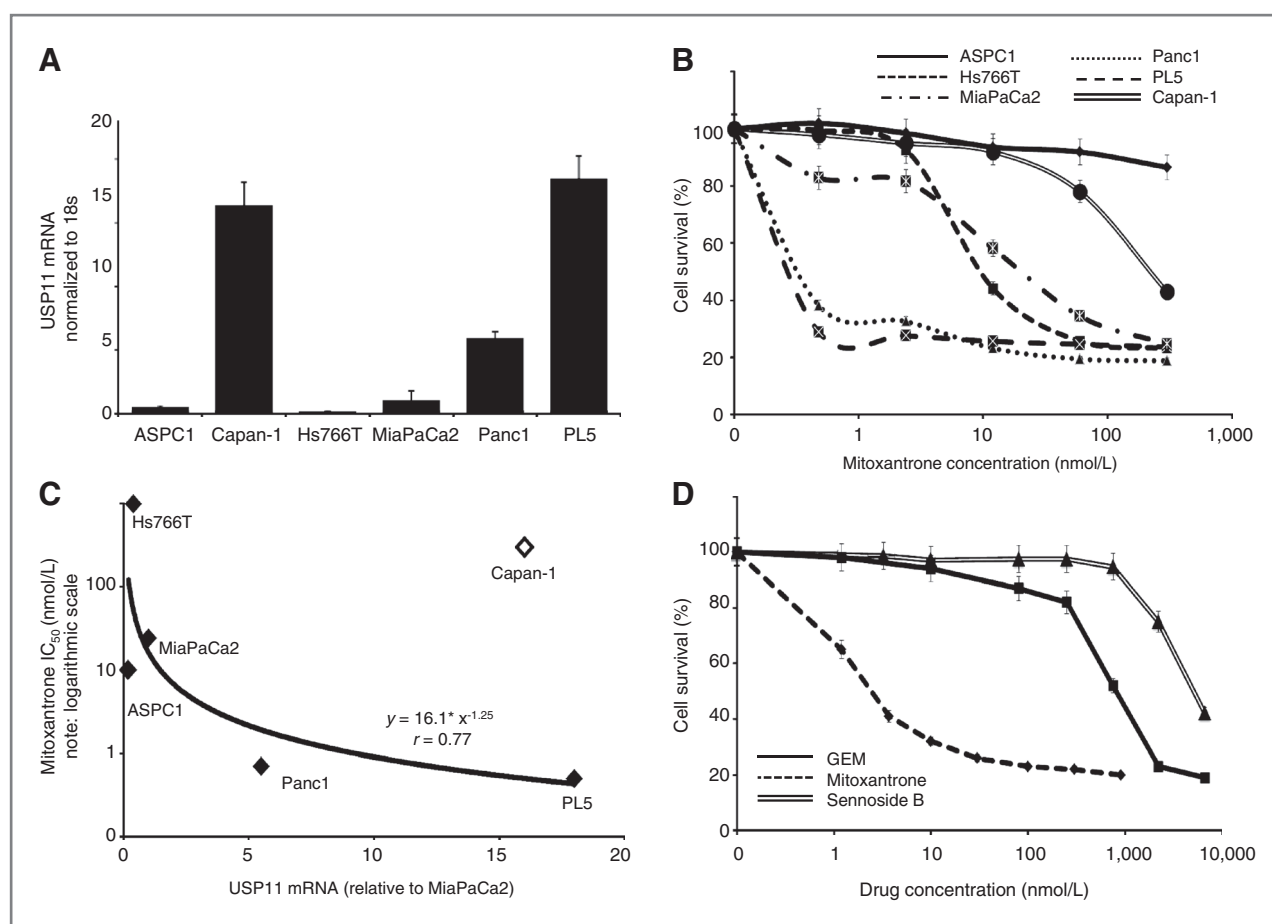 A
USP11 mRNA
normalized to 18s
20
15
10
5
0
ASPC1 Capan-1 Hs766T MiaPaCa2 Panc1 PL5
B
ASPC1 Panc1
Hs766T PL5
MiaPaCa2 Capan-1
Cell survival (%)
100
80
60
40
20
0
0 1 10 100 1,000
Mitoxantrone concentration (nmol/L)
C
Mitoxantrone IC50 (nmol/L)
note: logarithmic scale
100
10
1
0
Hs766T
Capan-1
MiaPaCa2
ASPC1
y = 16.1* x-1.25
r = 0.77
Panc1
PL5
0 5 10 15 20
USP11 mRNA (relative to MiaPaCa2)
D
Cell survival (%)
100
80
60
40
20
0
GEM
Mitoxantrone
Sennoside B
0 1 10 100 1,000 10,000
Drug concentration (nmol/L)